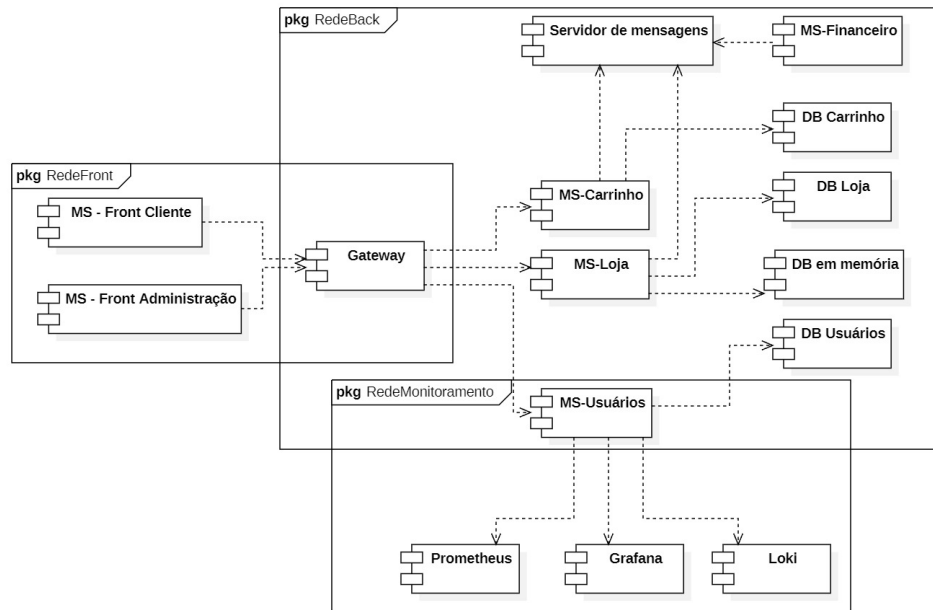 pkg RedeBack
Servidor de mensagens
MS-Financeiro
DB Carrinho
pkg RedeFront
MS - Front Cliente
MS-Carrinho
DB Loja
Gateway
MS-Loja
DB em memória
MS - Front Administração
DB Usuários
pkg RedeMonitoramento
MS-Usuários
Prometheus
Grafana
Loki